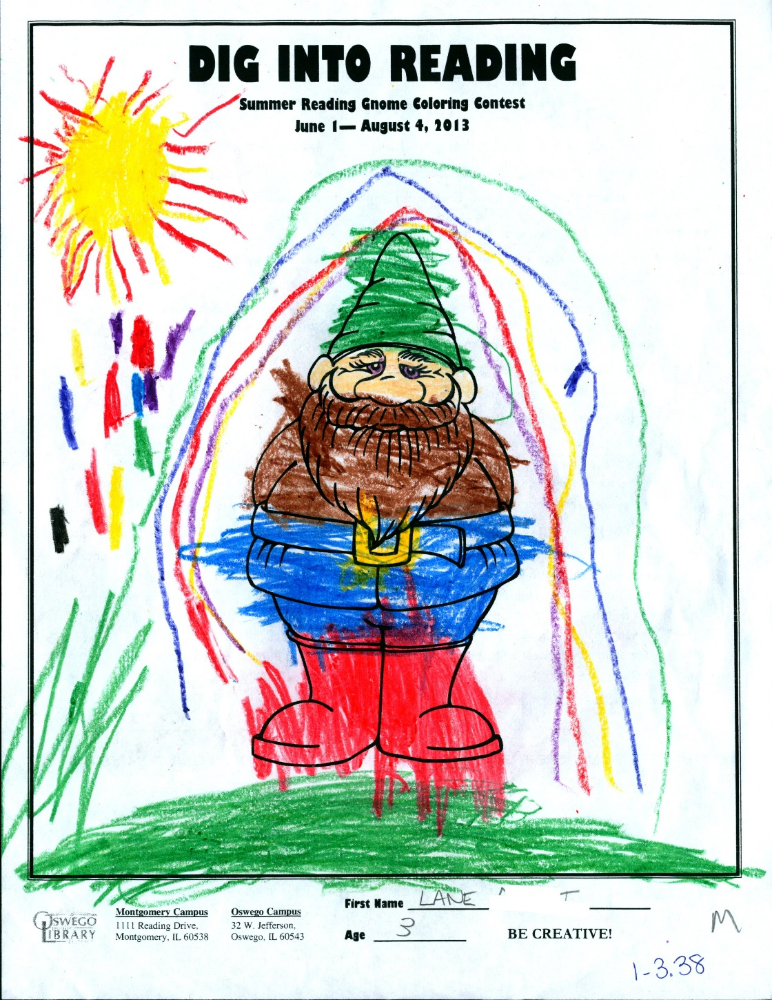 DIG INTO READING
Summer Reading Gnome Coloring Contest
June 1— August 4, 2013
First Name LANE
Age 3
BE CREATIVE!
OSWEGO
LIBRARY
Montgomery Campus
1111 Reading Drive,
Montgomery, IL 60538
Oswego Campus
32 W. Jefferson,
Oswego, IL 60543
M
1-3.38